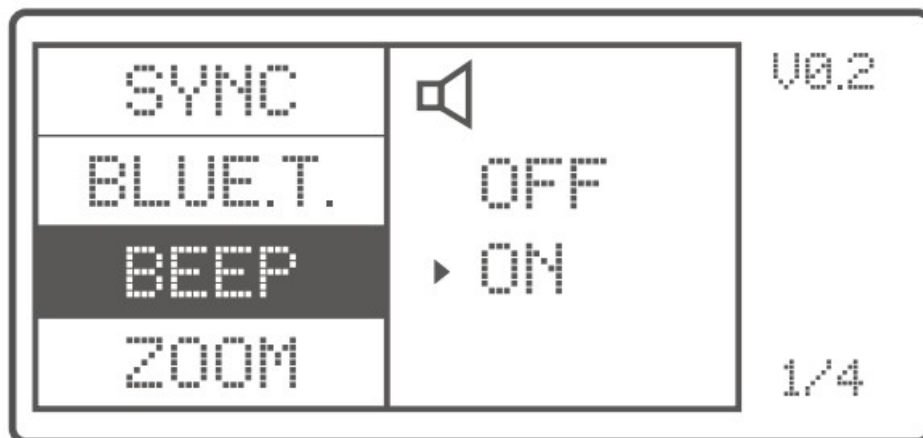 SYNC
BLUE.T.
BEEP
ZOOM
OFF
ON
V0.2
1/4